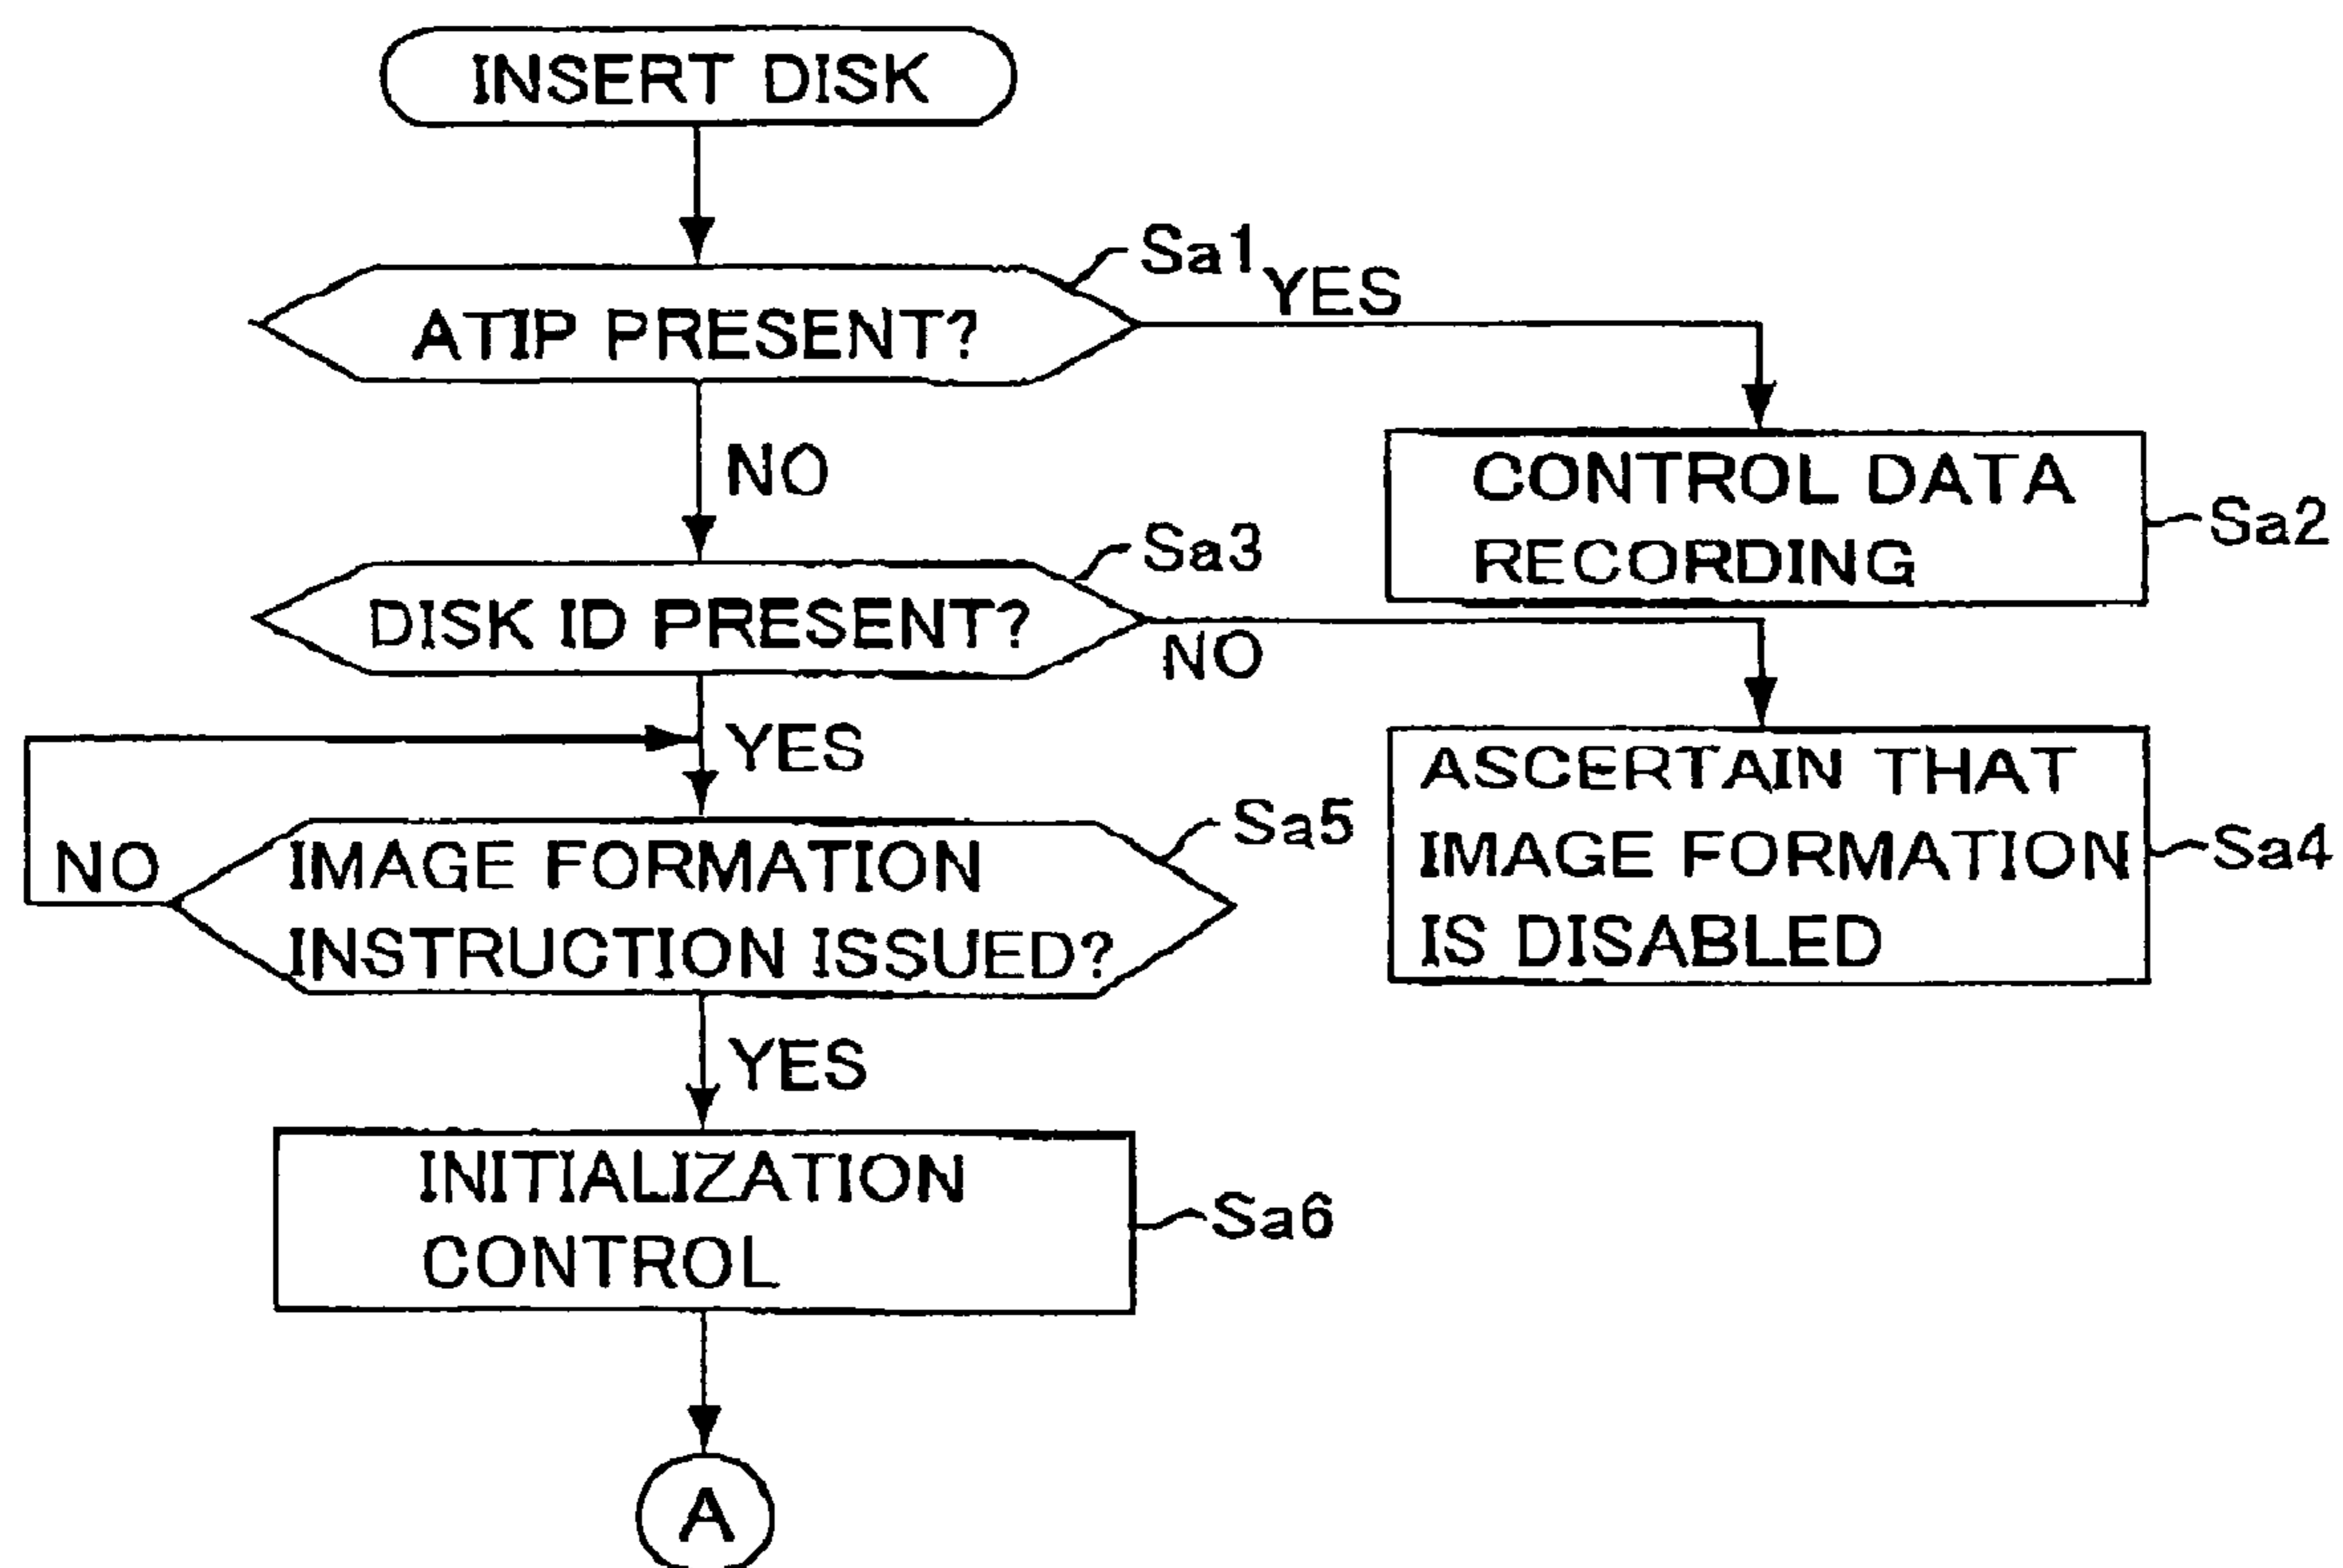 INSERT DISK
Sa1
YES
ATIP PRESENT?
NO
CONTROL DATA
RECORDING
Sa2
Sa3
DISK ID PRESENT?
NO
YES
ASCERTAIN THAT
IMAGE FORMATION
IS DISABLED
Sa4
Sa5
NO
IMAGE FORMATION
INSTRUCTION ISSUED?
YES
INITIALIZATION
CONTROL
Sa6
A